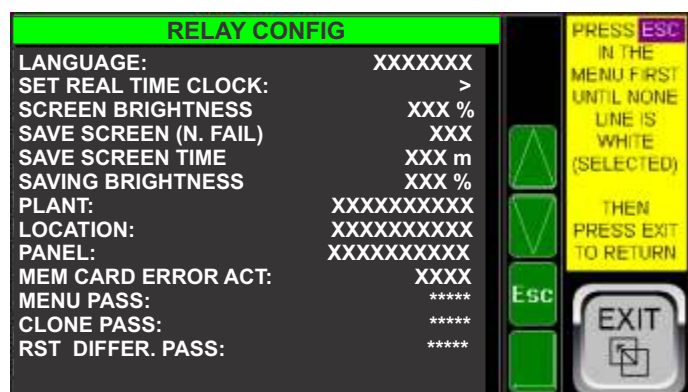 RELAY CONFIG
LANGUAGE: XXXXXXX
SET REAL TIME CLOCK: >
SCREEN BRIGHTNESS XXX %
SAVE SCREEN (N. FAIL) XXX
SAVE SCREEN TIME XXX m
SAVING BRIGHTNESS XXX %
PLANT: XXXXXXXXXX
LOCATION: XXXXXXXXXX
PANEL: XXXXXXXXXX
MEM CARD ERROR ACT: XXXX
MENU PASS: *****
CLONE PASS: *****
RST DIFFER. PASS: *****
Esc
PRESS ESC
IN THE
MENU FIRST
UNTIL NONE
LINE IS
WHITE
(SELECTED)
THEN
PRESS EXIT
TO RETURN
EXIT